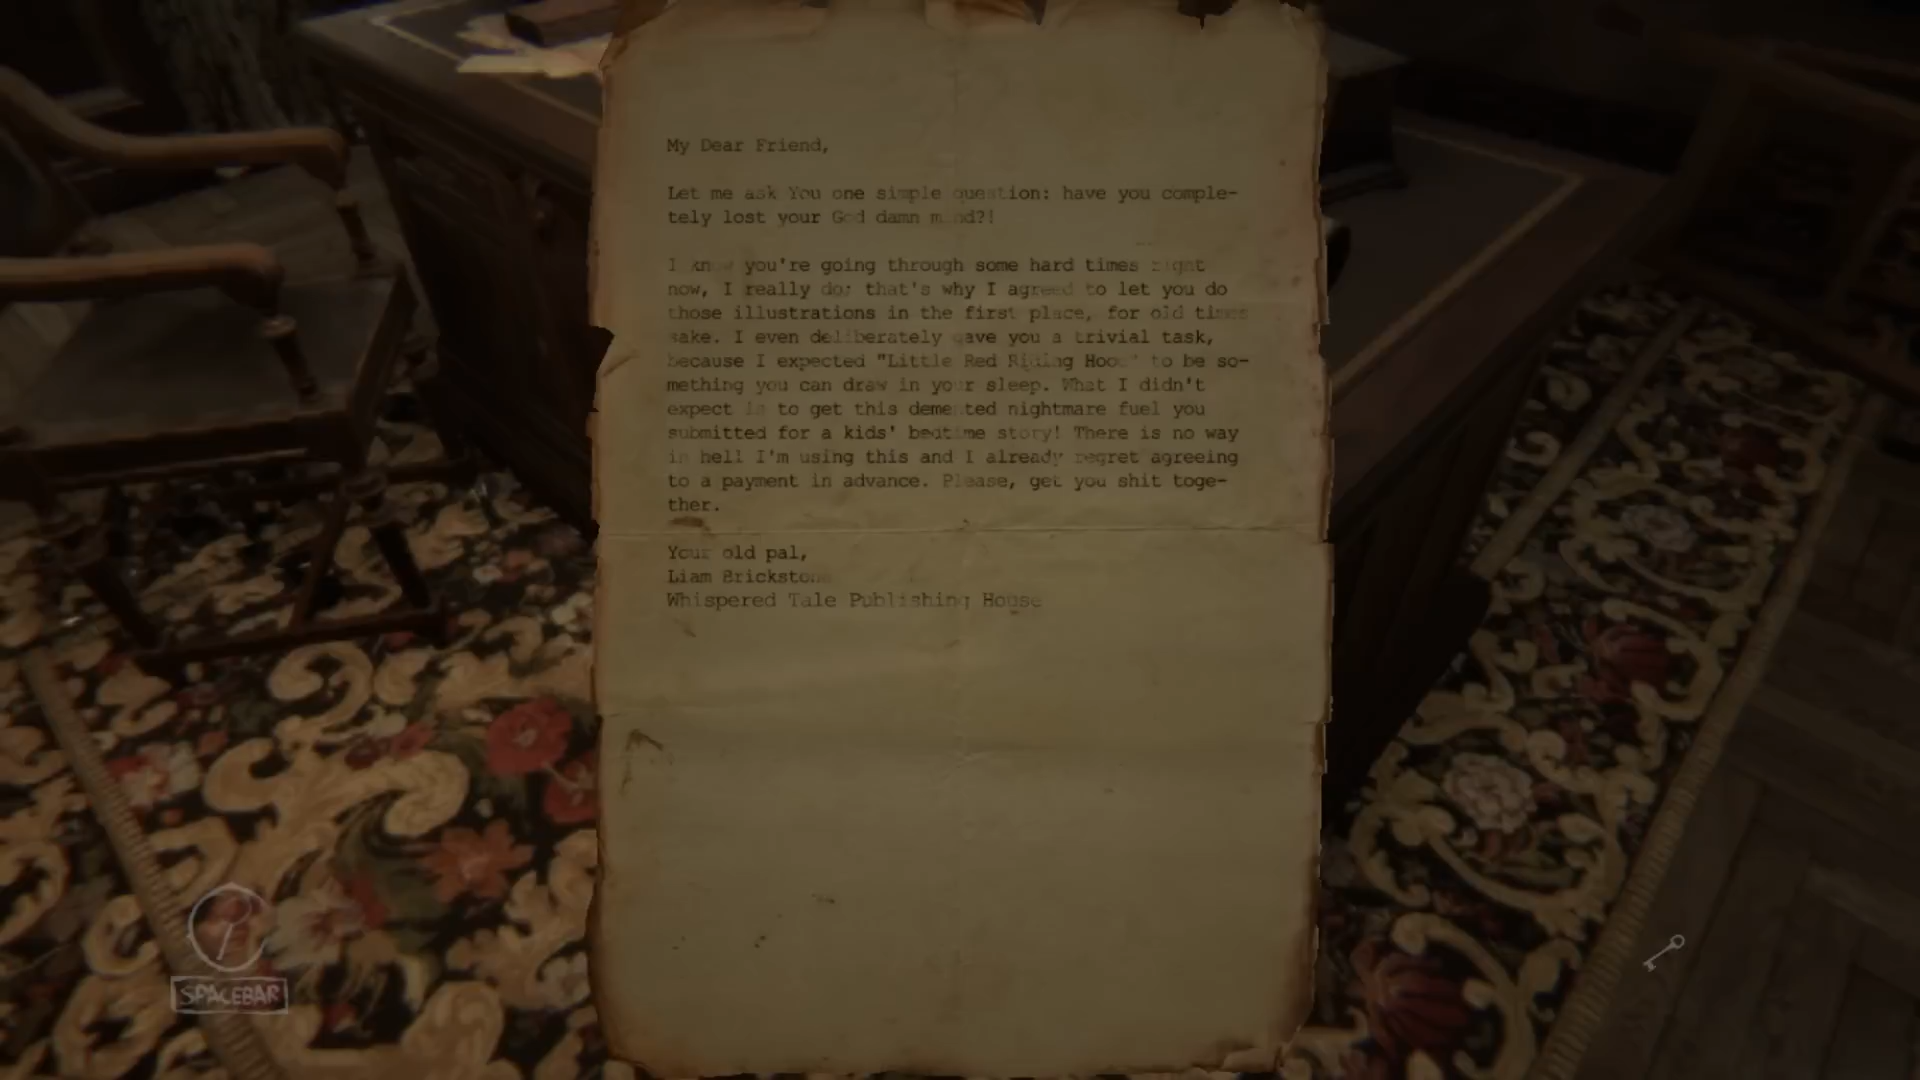 My Dear Friend,
Let me ask You one simple question: have you comple-
tely lost your God damn mind?!
I know you're going through some hard times right
now, I really do; that's why I agreed to let you do
those illustrations in the first place, for old times
sake. I even deliberately gave you a trivial task,
because I expected "Little Red Riding Hood" to be so-
mething you can draw in your sleep. What I didn't
expect is to get this demented nightmare fuel you
submitted for a kids' bedtime story! There is no way
in hell I'm using this and I already regret agreeing
to a payment in advance. Please, get you shit toge-
ther.
Your old pal,
Liam Brickstone
Whispered Tale Publishing House
SPACEBAR